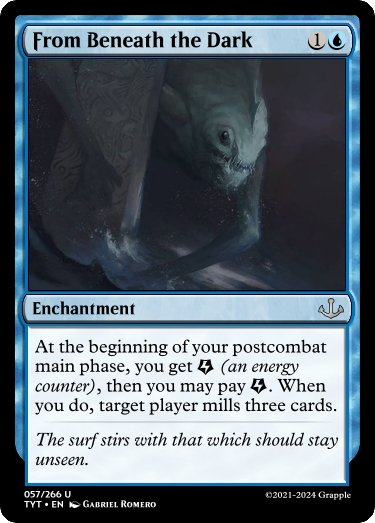 From Beneath the Dark 1
Enchantment
At the beginning of your postcombat
main phase, you get (an energy
counter), then you may pay . When
you do, target player mills three cards.
The surf stirs with that which should stay
unseen.
057/266 U
TYT • EN Gabriel Romero
©2021-2024 Grapple